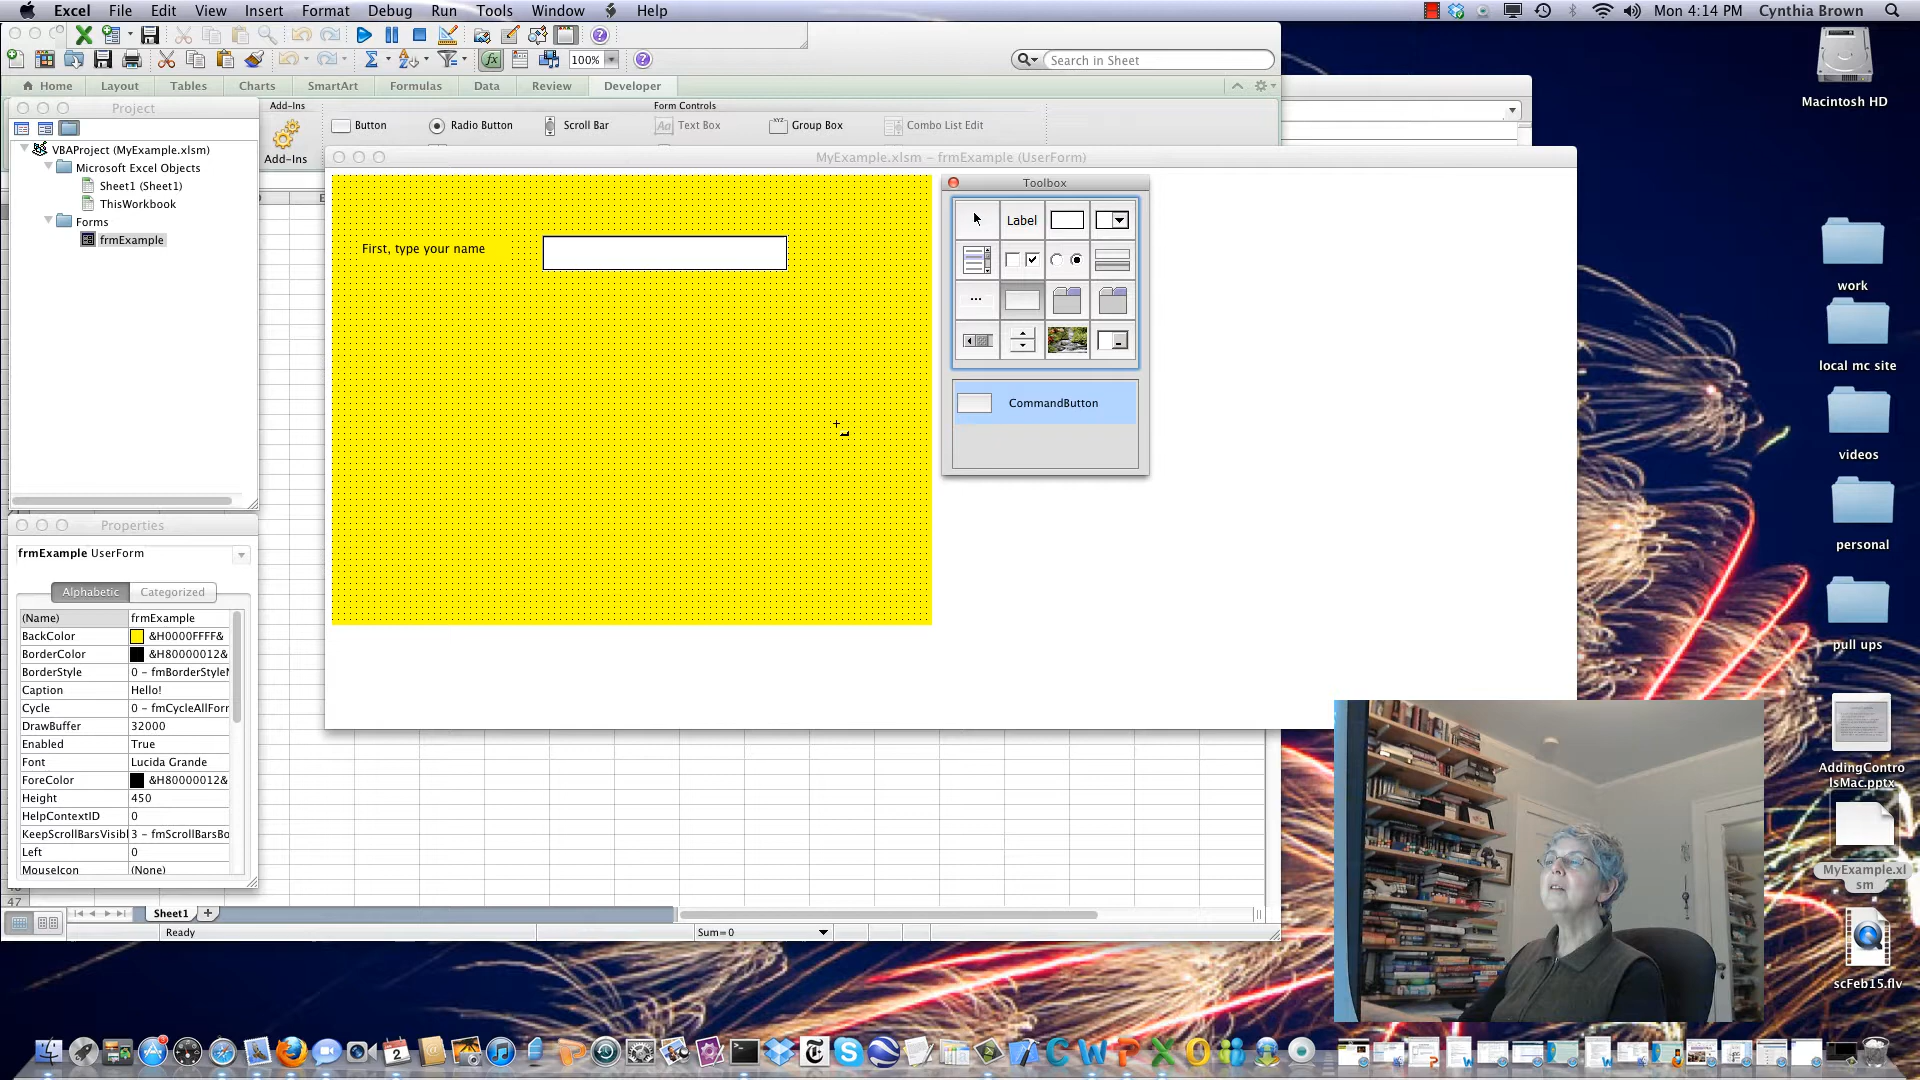 Excel File Edit View Insert Format Debug Run Tools Window Help
Mon 4:14 PM Cynthia Brown
100%
Search in Sheet
Home Layout Tables Charts SmartArt Formulas Data Review Developer
Add-Ins
Form Controls
Button Radio Button Scroll Bar Text Box Group Box Combo List Edit
Add-Ins
Project
VBAProject (MyExample.xlsm)
Microsoft Excel Objects
Sheet1 (Sheet1)
ThisWorkbook
Forms
frmExample
MyExample.xlsm – frmExample (UserForm)
First, type your name
Toolbox
Label
CommandButton
Properties
frmExample UserForm
Alphabetic Categorized
(Name) frmExample
BackColor &H0000FFFF&
BorderColor &H80000012&
BorderStyle 0 – fmBorderStyleN
Caption Hello!
Cycle 0 – fmCycleAllForm
DrawBuffer 32000
Enabled True
Font Lucida Grande
ForeColor &H80000012&
Height 450
HelpContextID 0
KeepScrollBarsVisibl 3 – fmScrollBarsBo
Left 0
MouseIcon (None)
47
Sheet1
Ready
Sum=0
Macintosh HD
work
local mc site
videos
personal
pull ups
AddingContro
lsMac.pptx
MyExample.xl
sm
scFeb15.flv